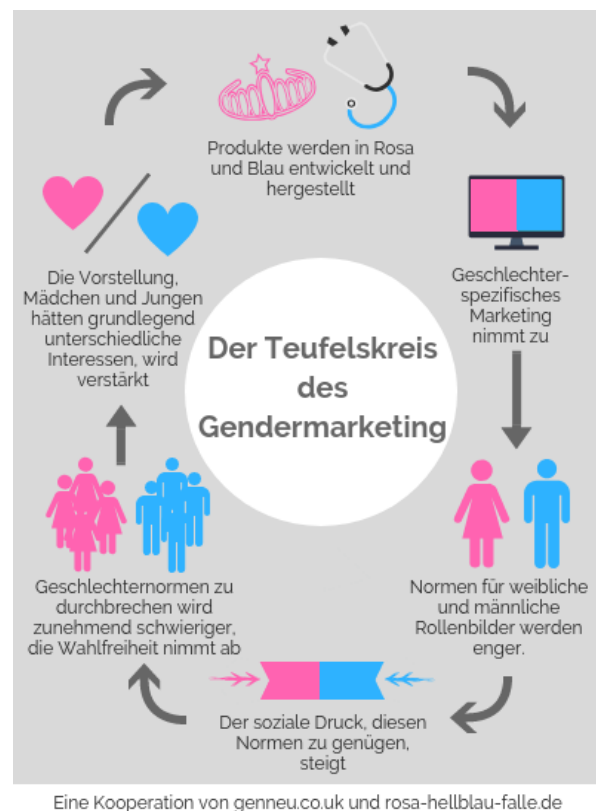 Produkte werden in Rosa
und Blau entwickelt und
hergestellt
Geschlechter-
spezifisches
Marketing
nimmt zu
Normen für weibliche
und männliche
Rollenbilder werden
enger.
Der soziale Druck, diesen
Normen zu genügen,
steigt
Geschlechternormen zu
durchbrechen wird
zunehmend schwieriger,
die Wahlfreiheit nimmt ab
Die Vorstellung,
Mädchen und Jungen
hätten grundlegend
unterschiedliche
Interessen, wird
verstärkt
Der Teufelskreis
des
Gendermarketing
Eine Kooperation von genneu.co.uk und rosa-hellblau-falle.de